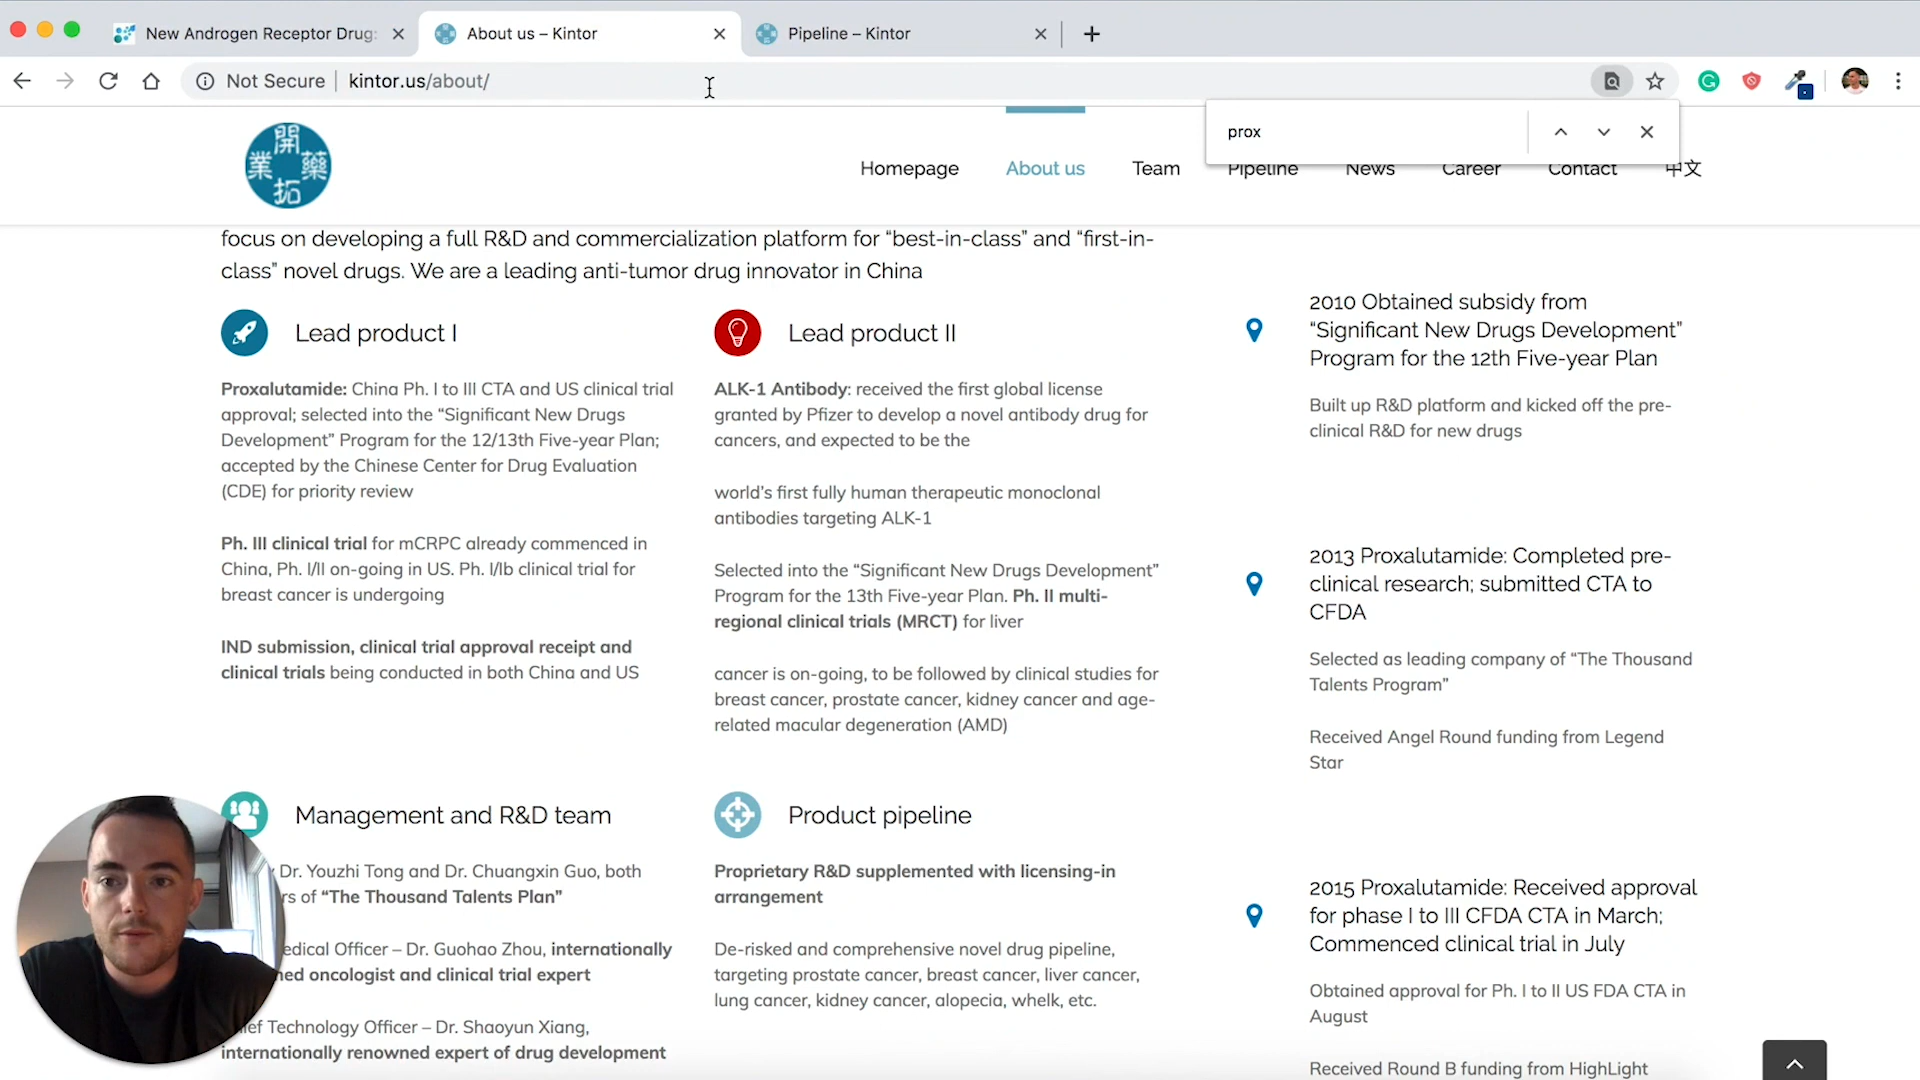 New Androgen Receptor Drug:
About us – Kintor
Pipeline – Kintor
Not Secure
kintor.us/about/
prox
開
業 藥
拓
Homepage
About us
Team
Pipeline
News
Career
Contact
中文
focus on developing a full R&D and commercialization platform for “best-in-class” and “first-in-
class” novel drugs. We are a leading anti-tumor drug innovator in China
Lead product I
Proxalutamide: China Ph. I to III CTA and US clinical trial
approval; selected into the “Significant New Drugs
Development” Program for the 12/13th Five-year Plan;
accepted by the Chinese Center for Drug Evaluation
(CDE) for priority review
Ph. III clinical trial for mCRPC already commenced in
China, Ph. I/II on-going in US. Ph. I/Ib clinical trial for
breast cancer is undergoing
IND submission, clinical trial approval receipt and
clinical trials being conducted in both China and US
Lead product II
ALK-1 Antibody: received the first global license
granted by Pfizer to develop a novel antibody drug for
cancers, and expected to be the
world’s first fully human therapeutic monoclonal
antibodies targeting ALK-1
Selected into the “Significant New Drugs Development”
Program for the 13th Five-year Plan. Ph. II multi-
regional clinical trials (MRCT) for liver
cancer is on-going, to be followed by clinical studies for
breast cancer, prostate cancer, kidney cancer and age-
related macular degeneration (AMD)
Management and R&D team
Dr. Youzhi Tong and Dr. Chuangxin Guo, both
rs of “The Thousand Talents Plan”
edical Officer – Dr. Guohao Zhou, internationally
ned oncologist and clinical trial expert
ief Technology Officer – Dr. Shaoyun Xiang,
internationally renowned expert of drug development
Product pipeline
Proprietary R&D supplemented with licensing-in
arrangement
De-risked and comprehensive novel drug pipeline,
targeting prostate cancer, breast cancer, liver cancer,
lung cancer, kidney cancer, alopecia, whelk, etc.
2010 Obtained subsidy from
“Significant New Drugs Development”
Program for the 12th Five-year Plan
Built up R&D platform and kicked off the pre-
clinical R&D for new drugs
2013 Proxalutamide: Completed pre-
clinical research; submitted CTA to
CFDA
Selected as leading company of “The Thousand
Talents Program”
Received Angel Round funding from Legend
Star
2015 Proxalutamide: Received approval
for phase I to III CFDA CTA in March;
Commenced clinical trial in July
Obtained approval for Ph. I to II US FDA CTA in
August
Received Round B funding from HighLight